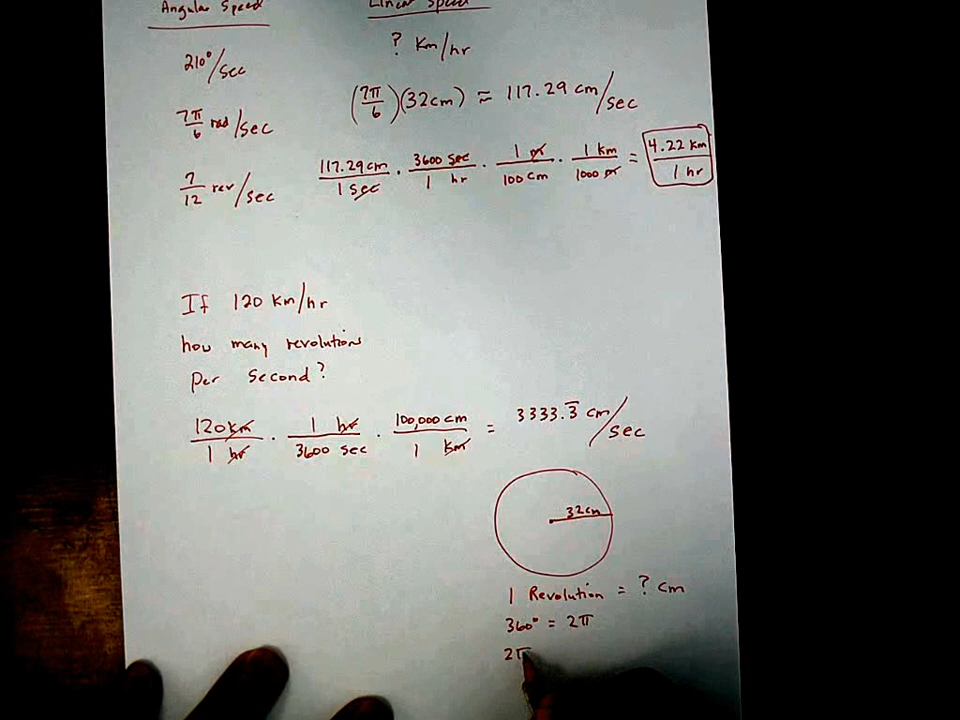 Angular Speed
Linear Speed
210°/sec
? Km/hr
7π/6 rad/sec
(7π/6)(32cm) ≈ 117.29 cm/sec
7/12 rev/sec
117.29cm/1 sec · 3600 sec/1 hr · 1 m/100 cm · 1 km/1000 m = 4.22 Km/1 hr
If 120 Km/hr
how many revolutions
per second?
120 km/1 hr · 1 hr/3600 sec · 100,000 cm/1 Km = 3333.3̅ cm/sec
32cm
1 Revolution = ? cm
360° = 2π
2π